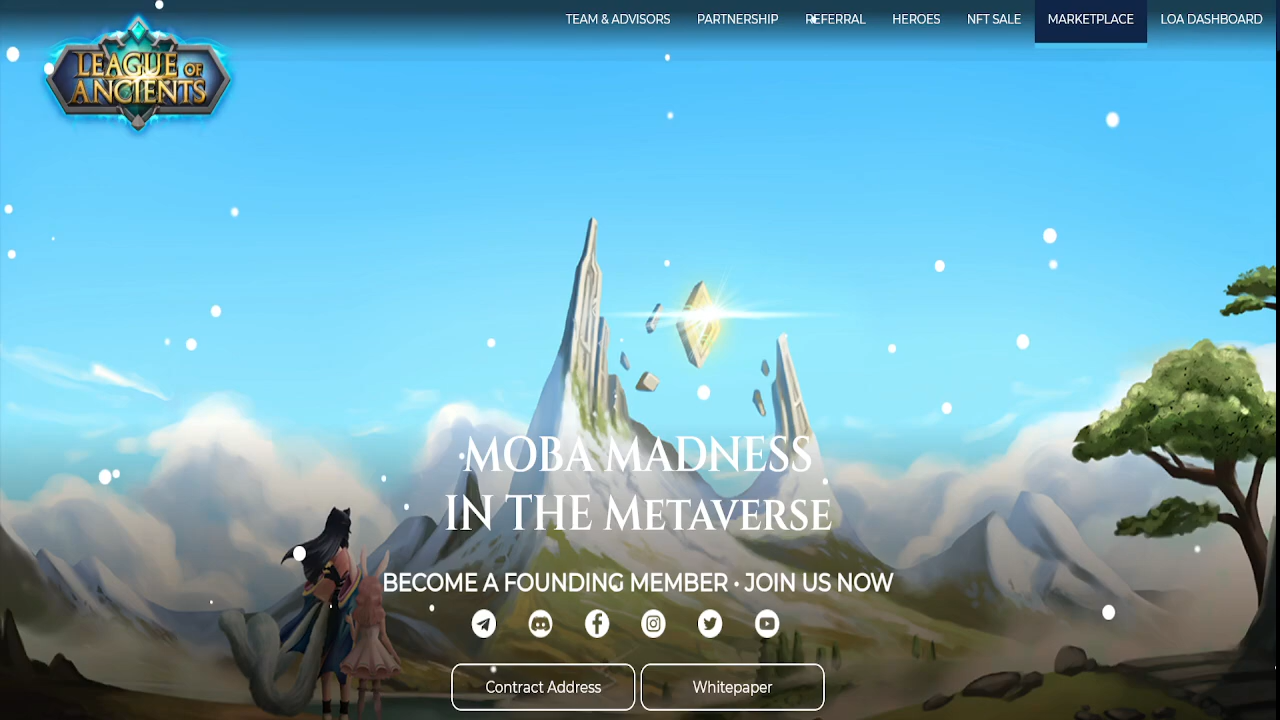 TEAM & ADVISORS PARTNERSHIP REFERRAL HEROES NFT SALE MARKETPLACE LOA DASHBOARD
LEAGUE OF
ANCIENTS
MOBA MADNESS
IN THE METAVERSE
BECOME A FOUNDING MEMBER • JOIN US NOW
Contract Address Whitepaper